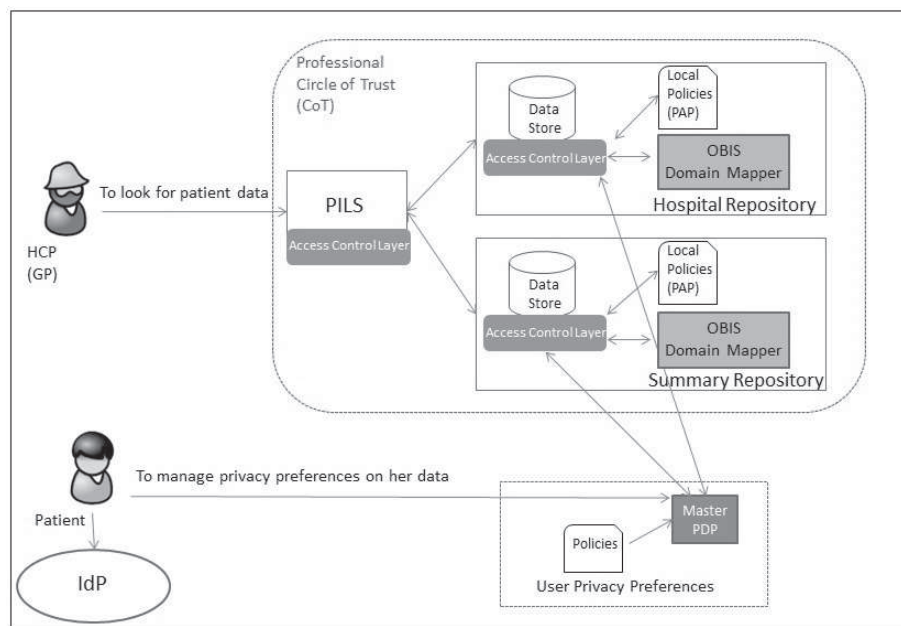 Professional
Circle of Trust
(CoT)
Data
Store
Access Control Layer
Local
Policies
(PAP)
OBIS
Domain Mapper
Hospital Repository
To look for patient data
HCP
(GP)
PILS
Access Control Layer
Data
Store
Access Control Layer
Local
Policies
(PAP)
OBIS
Domain Mapper
Summary Repository
To manage privacy preferences on her data
Patient
IdP
Master
PDP
Policies
User Privacy Preferences